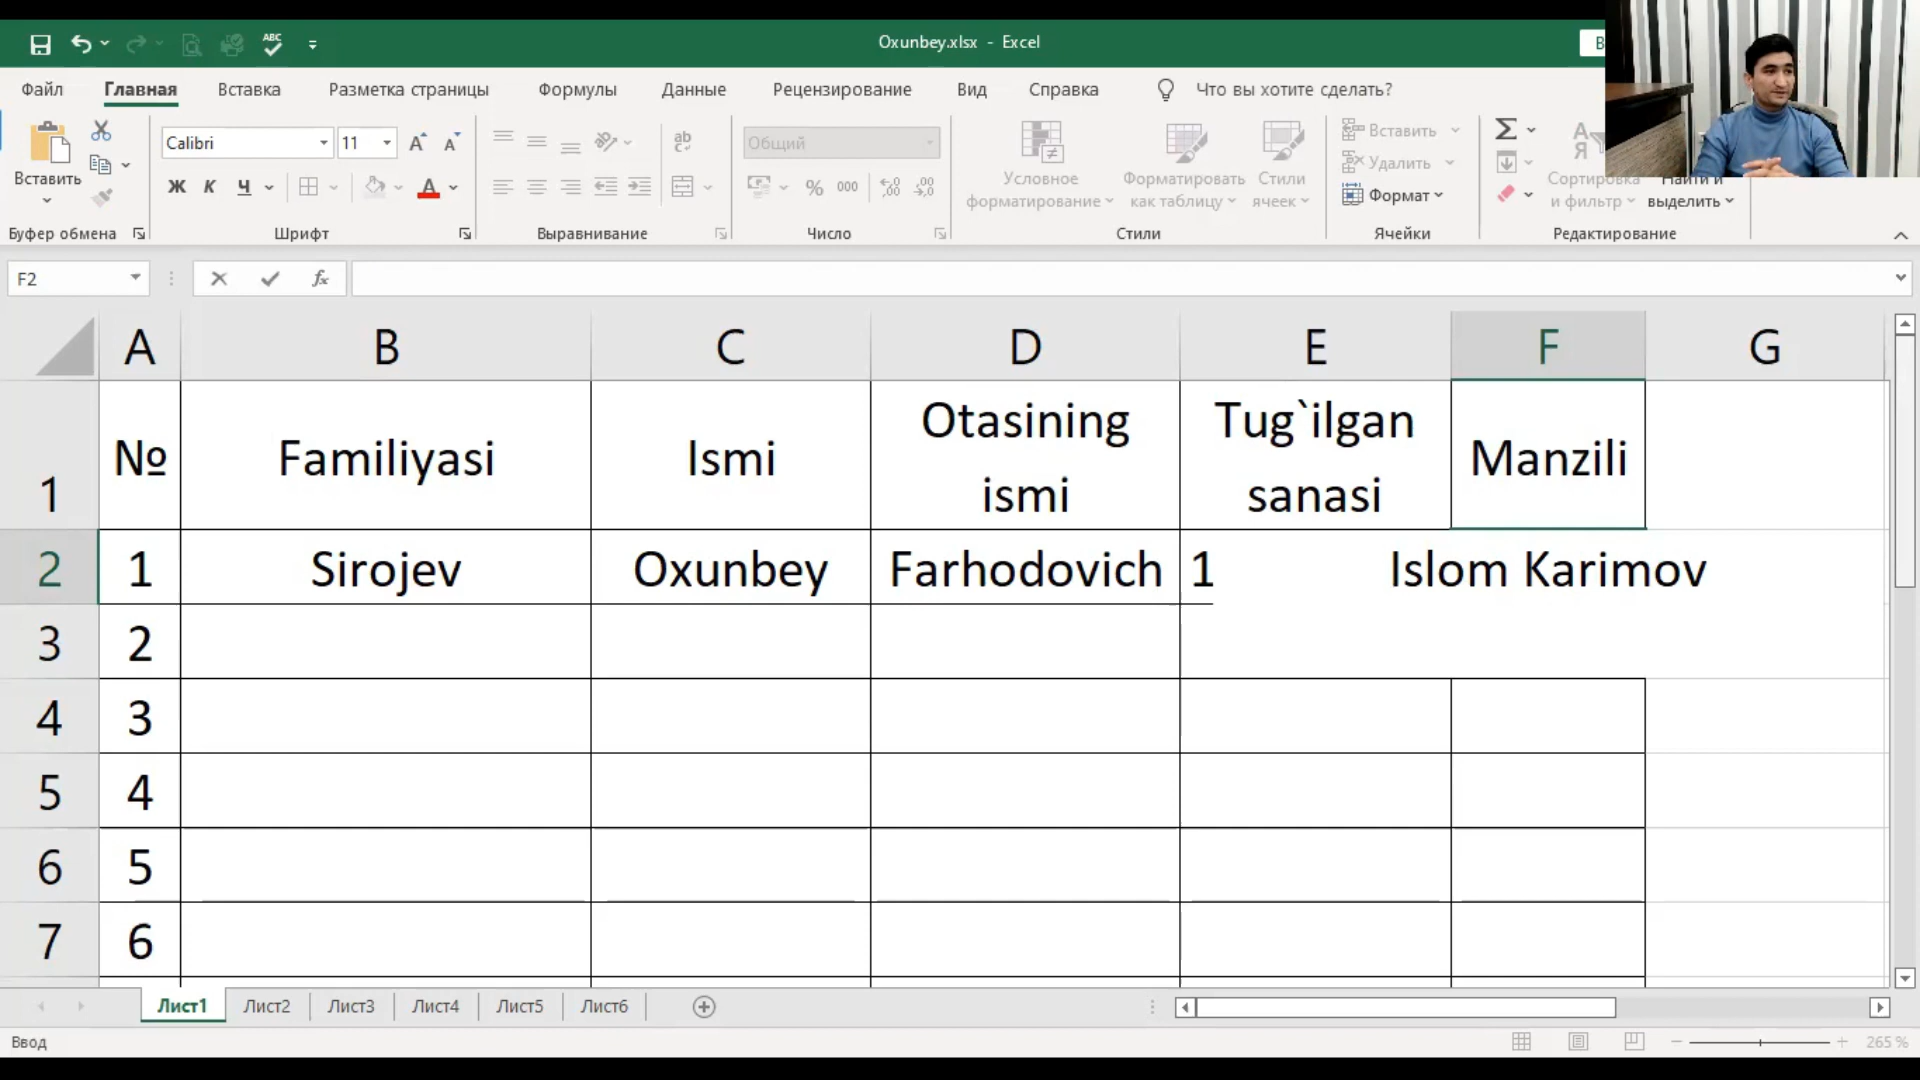 ABC
Oxunbey.xlsx - Excel
Файл Главная Вставка Разметка страницы Формулы Данные Рецензирование Вид Справка Что вы хотите сделать?
Вставить
Calibri 11
Ж К Ч А
ab
Общий
% 000
Условное форматирование
Форматировать как таблицу
Стили ячеек
Вставить
Удалить
Формат
Сортировка и фильтр
Найти и выделить
Буфер обмена Шрифт Выравнивание Число Стили Ячейки Редактирование
F2 fx
A B C D E F G
1 № Familiyasi Ismi Otasining ismi Tug`ilgan sanasi Manzili
2 1 Sirojev Oxunbey Farhodovich 1 Islom Karimov
3 2
4 3
5 4
6 5
7 6
Лист1 Лист2 Лист3 Лист4 Лист5 Лист6
Ввод 265 %